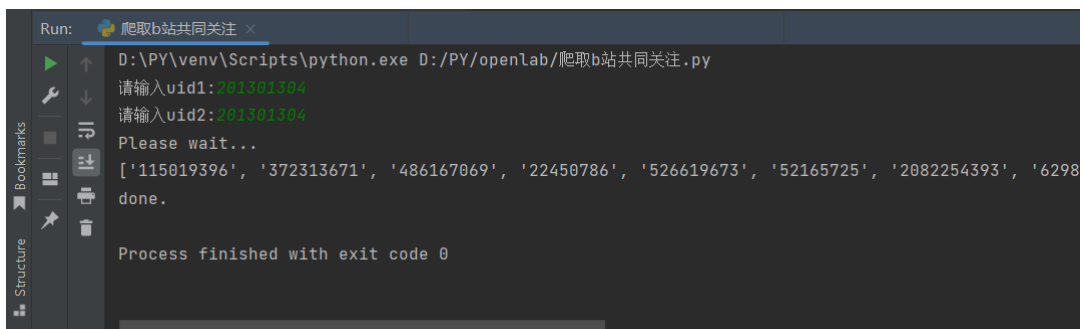 Run: 爬取b站共同关注
D:\PY\venv\Scripts\python.exe D:/PY/openlab/爬取b站共同关注.py
请输入uid1:201301304
请输入uid2:201301304
Please wait...
['115019396', '372313671', '486167069', '22450786', '526619673', '52165725', '2082254393', '6298
done.
Process finished with exit code 0
Bookmarks
Structure